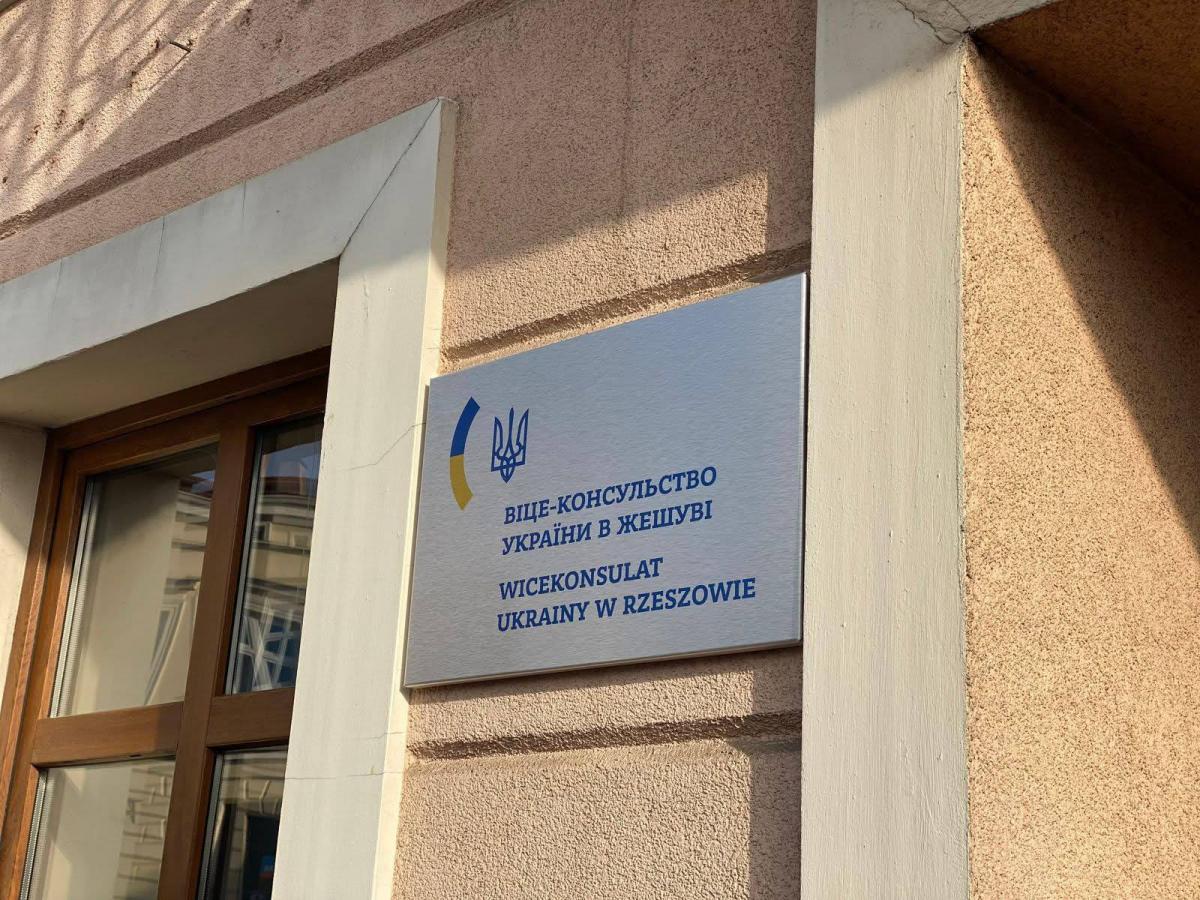 ВІЦЕ-КОНСУЛЬСТВО
УКРАЇНИ В ЖЕШУВІ
WICEKONSULAT
UKRAINY W RZESZOWIE